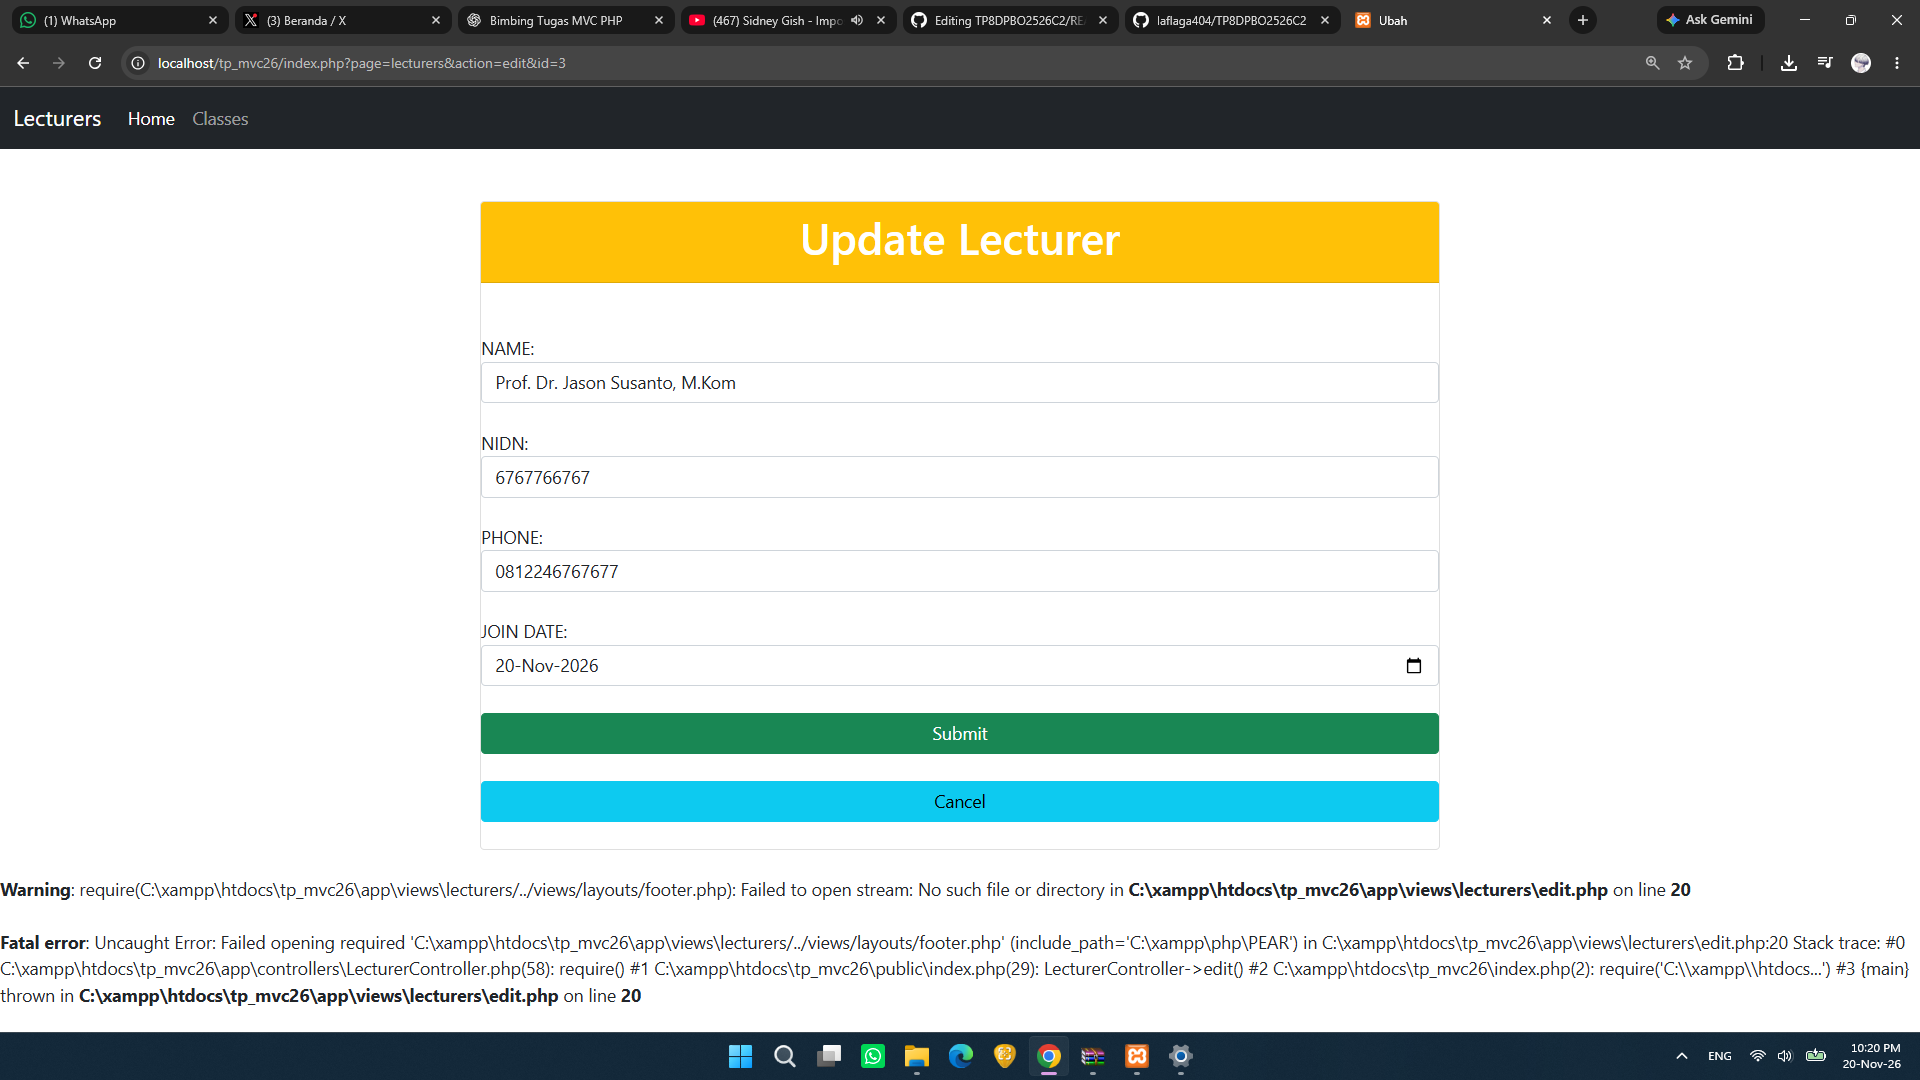 (1) WhatsApp
(3) Beranda / X
Bimbing Tugas MVC PHP
(467) Sidney Gish - Impo
Editing TP8DPBO2526C2/RE
laflaga404/TP8DPBO2526C2
Ubah
Ask Gemini
localhost/tp_mvc26/index.php?page=lecturers&action=edit&id=3
Lecturers Home Classes
Update Lecturer
NAME:
Prof. Dr. Jason Susanto, M.Kom
NIDN:
6767766767
PHONE:
0812246767677
JOIN DATE:
20-Nov-2026
Submit
Cancel
Warning: require(C:\xampp\htdocs\tp_mvc26\app\views\lecturers/../views/layouts/footer.php): Failed to open stream: No such file or directory in C:\xampp\htdocs\tp_mvc26\app\views\lecturers\edit.php on line 20
Fatal error: Uncaught Error: Failed opening required 'C:\xampp\htdocs\tp_mvc26\app\views\lecturers/../views/layouts/footer.php' (include_path='C:\xampp\php\PEAR') in C:\xampp\htdocs\tp_mvc26\app\views\lecturers\edit.php:20 Stack trace: #0
C:\xampp\htdocs\tp_mvc26\app\controllers\LecturerController.php(58): require() #1 C:\xampp\htdocs\tp_mvc26\public\index.php(29): LecturerController->edit() #2 C:\xampp\htdocs\tp_mvc26\index.php(2): require('C:\\xampp\\htdocs...') #3 {main}
thrown in C:\xampp\htdocs\tp_mvc26\app\views\lecturers\edit.php on line 20
ENG
10:20 PM
20-Nov-26